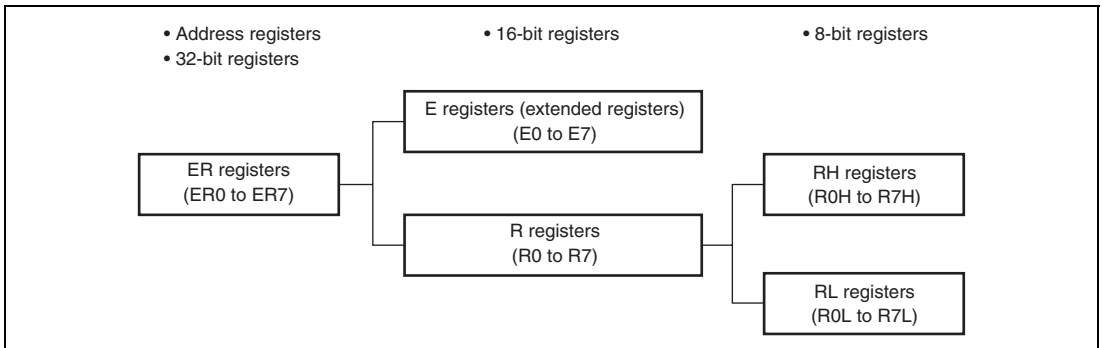 • Address registers
• 32-bit registers
• 16-bit registers
• 8-bit registers
E registers (extended registers)
(E0 to E7)
ER registers
(ER0 to ER7)
RH registers
(R0H to R7H)
R registers
(R0 to R7)
RL registers
(R0L to R7L)